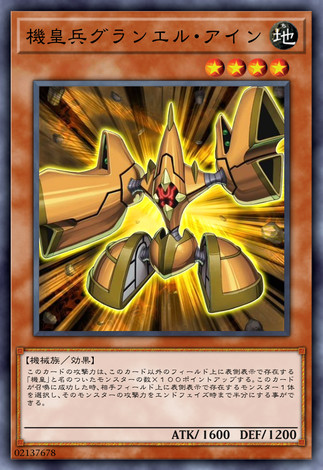 機皇兵グランエル・アイン
地
【機械族／効果】
このカードの攻撃力は、このカード以外のフィールド上に表側表示で存在する
「機皇」と名のついたモンスターの数×１００ポイントアップする。このカード
が召喚に成功した時、相手フィールド上に表側表示で存在するモンスター１体
を選択し、そのモンスターの攻撃力をエンドフェイズ時まで半分にする事がで
きる。
ATK/ 1600 DEF/1200
02137678